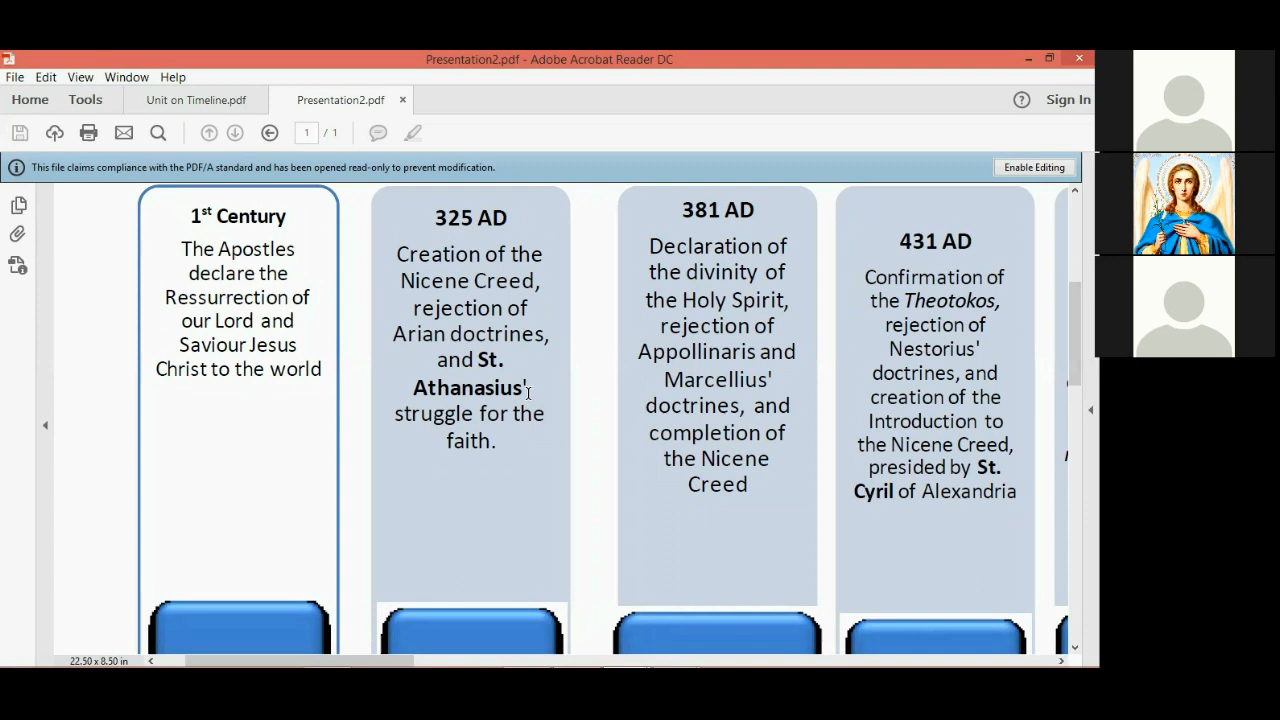 Presentation2.pdf - Adobe Acrobat Reader DC
File Edit View Window Help
Home Tools Unit on Timeline.pdf Presentation2.pdf × Sign In
1 / 1
This file claims compliance with the PDF/A standard and has been opened read-only to prevent modification. Enable Editing
1st Century
The Apostles
declare the
Ressurrection of
our Lord and
Saviour Jesus
Christ to the world
325 AD
Creation of the
Nicene Creed,
rejection of
Arian doctrines,
and St.
Athanasius'
struggle for the
faith.
381 AD
Declaration of
the divinity of
the Holy Spirit,
rejection of
Appollinaris and
Marcellius'
doctrines, and
completion of
the Nicene
Creed
431 AD
Confirmation of
the Theotokos,
rejection of
Nestorius'
doctrines, and
creation of the
Introduction to
the Nicene Creed,
presided by St.
Cyril of Alexandria
22.50 x 8.50 in